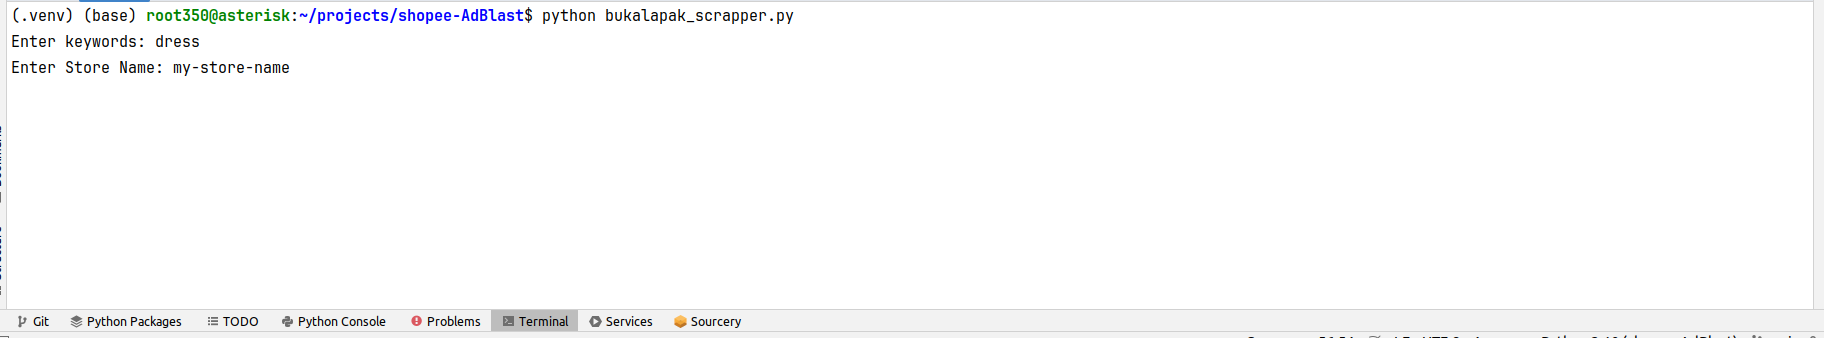 (.venv) (base) root350@asterisk:~/projects/shopee-AdBlast$ python bukalapak_scrapper.py
Enter keywords: dress
Enter Store Name: my-store-name
Git Python Packages TODO Python Console Problems Terminal Services Sourcery